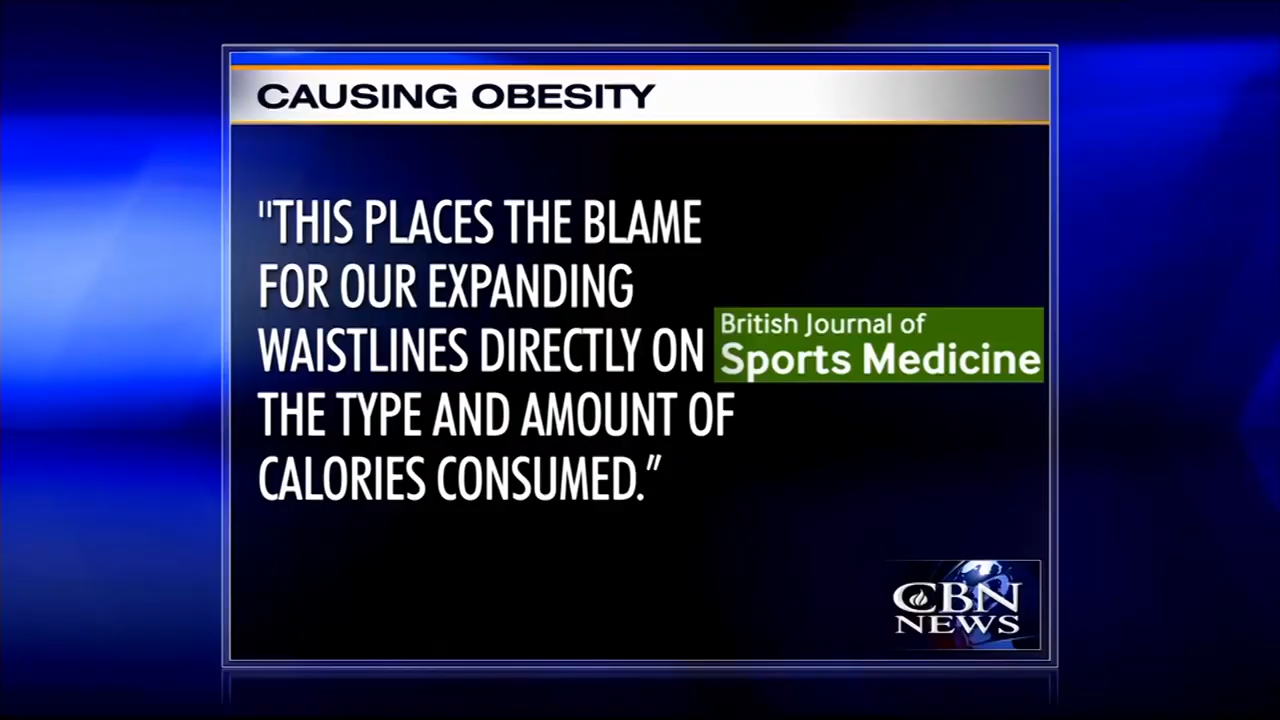 CAUSING OBESITY
"THIS PLACES THE BLAME
FOR OUR EXPANDING
WAISTLINES DIRECTLY ON
THE TYPE AND AMOUNT OF
CALORIES CONSUMED.”
British Journal of
Sports Medicine
CBN
NEWS